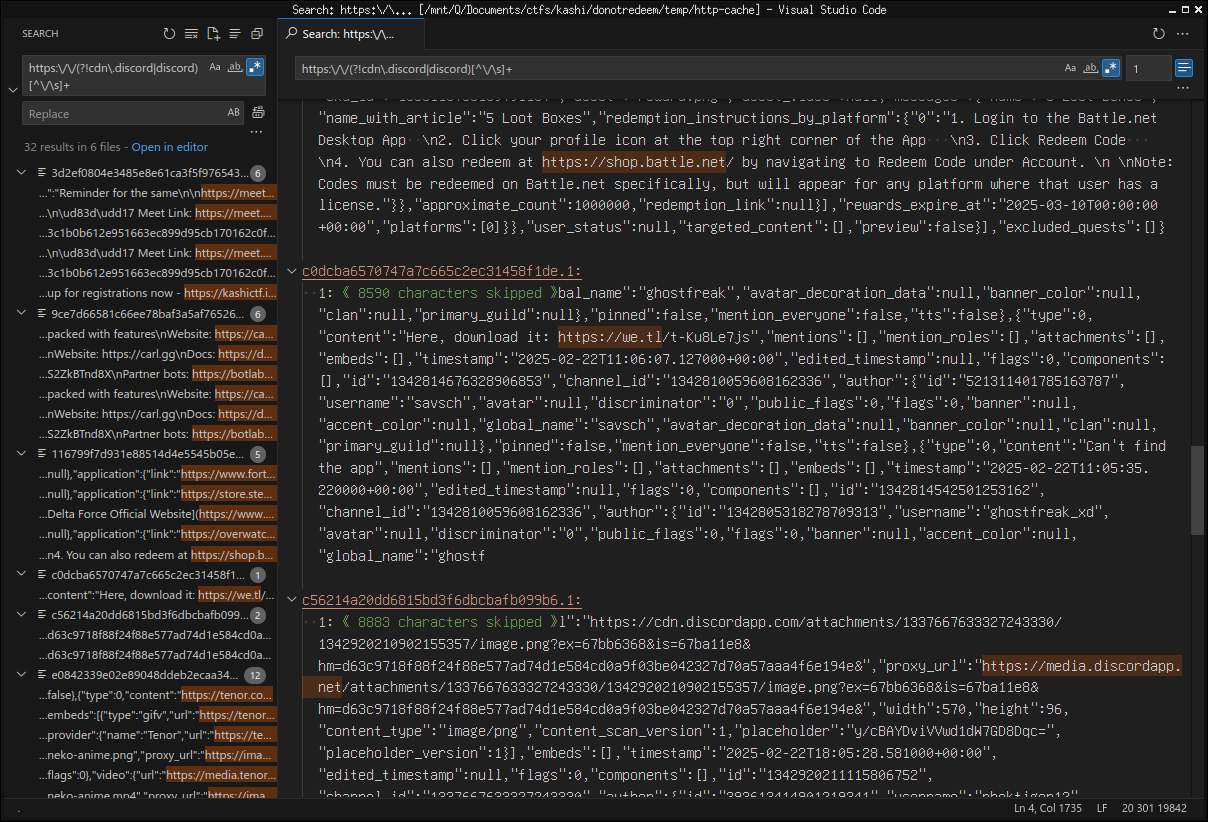 Search: https:\/\... [/mnt/Q/Documents/ctfs/kashi/donotredeem/temp/http-cache] - Visual Studio Code
SEARCH
https:\/\/(?!cdn\.discord|discord)
[^\/\s]+
Aa ab .*
Replace
AB
32 results in 6 files - Open in editor
3d2ef0804e3485e8e61ca3f5f976543... 6
...":"Reminder for the same\n\nhttps://meet....
...\n\ud83d\udd17 Meet Link: https://meet....
...3c1b0b612e951663ec899d95cb170162c0f...
...\n\ud83d\udd17 Meet Link: https://meet....
...3c1b0b612e951663ec899d95cb170162c0f...
...up for registrations now - https://kashictf.i...
9ce7d66581c66ee78baf3a5af76526... 6
...packed with features\nWebsite: https://ca...
...nWebsite: https://carl.gg\nDocs: https://d...
...S2ZkBTnd8X\nPartner bots: https://botlab...
...packed with features\nWebsite: https://ca...
...nWebsite: https://carl.gg\nDocs: https://d...
...S2ZkBTnd8X\nPartner bots: https://botlab...
116799f7d931e88514d4e5545b05e... 5
...null},"application":{"link":"https://www.fort...
...null},"application":{"link":"https://store.ste...
...Delta Force Official Website](https://www....
...null},"application":{"link":"https://overwatc...
...n4. You can also redeem at https://shop.b...
c0dcba6570747a7c665c2ec31458f1... 1
...content":"Here, download it: https://we.tl/...
c56214a20dd6815bd3f6dbcbafb099... 2
...d63c9718f88f24f88e577ad74d1e584cd0a...
...d63c9718f88f24f88e577ad74d1e584cd0a...
e0842339e02e89048ddeb2ecaa34... 12
...false},{"type":0,"content":"https://tenor.co...
...embeds":[{"type":"gifv","url":"https://tenor...
...provider":{"name":"Tenor","url":"https://te...
...neko-anime.png","proxy_url":"https://ima...
...flags":0},"video":{"url":"https://media.tenor...
...neko-anime.mp4","proxy_url":"https://ima...
Search: https:\/\...
https:\/\/(?!cdn\.discord|discord)[^\/\s]+
Aa ab .* 1
"name_with_article":"5 Loot Boxes","redemption_instructions_by_platform":{"0":"1. Login to the Battle.net
Desktop App  \n2. Click your profile icon at the top right corner of the App  \n3. Click Redeem Code
\n4. You can also redeem at https://shop.battle.net/ by navigating to Redeem Code under Account. \n \nNote:
Codes must be redeemed on Battle.net specifically, but will appear for any platform where that user has a
license."}},"approximate_count":1000000,"redemption_link":null}],"rewards_expire_at":"2025-03-10T00:00:00
+00:00","platforms":[0]}},"user_status":null,"targeted_content":[],"preview":false}],"excluded_quests":[]}
c0dcba6570747a7c665c2ec31458f1de.1:
1: ⟪ 8590 characters skipped ⟫bal_name":"ghostfreak","avatar_decoration_data":null,"banner_color":null,
"clan":null,"primary_guild":null},"pinned":false,"mention_everyone":false,"tts":false},{"type":0,
"content":"Here, download it: https://we.tl/t-Ku8Le7js","mentions":[],"mention_roles":[],"attachments":[],
"embeds":[],"timestamp":"2025-02-22T11:06:07.127000+00:00","edited_timestamp":null,"flags":0,"components":
[],"id":"1342814676328906853","channel_id":"1342810059608162336","author":{"id":"521311401785163787",
"username":"savsch","avatar":null,"discriminator":"0","public_flags":0,"flags":0,"banner":null,
"accent_color":null,"global_name":"savsch","avatar_decoration_data":null,"banner_color":null,"clan":null,
"primary_guild":null},"pinned":false,"mention_everyone":false,"tts":false},{"type":0,"content":"Can't find
the app","mentions":[],"mention_roles":[],"attachments":[],"embeds":[],"timestamp":"2025-02-22T11:05:35.
220000+00:00","edited_timestamp":null,"flags":0,"components":[],"id":"1342814542501253162",
"channel_id":"1342810059608162336","author":{"id":"1342805318278709313","username":"ghostfreak_xd",
"avatar":null,"discriminator":"0","public_flags":0,"flags":0,"banner":null,"accent_color":null,
"global_name":"ghostf
c56214a20dd6815bd3f6dbcbafb099b6.1:
1: ⟪ 8883 characters skipped ⟫l":"https://cdn.discordapp.com/attachments/1337667633327243330/
1342920210902155357/image.png?ex=67bb6368&is=67ba11e8&
hm=d63c9718f88f24f88e577ad74d1e584cd0a9f03be042327d70a57aaa4f6e194e&","proxy_url":"https://media.discordapp.
net/attachments/1337667633327243330/1342920210902155357/image.png?ex=67bb6368&is=67ba11e8&
hm=d63c9718f88f24f88e577ad74d1e584cd0a9f03be042327d70a57aaa4f6e194e&","width":570,"height":96,
"content_type":"image/png","content_scan_version":1,"placeholder":"y/cBAYDviVVwd1dW7GD8Dqc=",
"placeholder_version":1}],"embeds":[],"timestamp":"2025-02-22T18:05:28.581000+00:00",
"edited_timestamp":null,"flags":0,"components":[],"id":"1342920211115806752",
Ln 4, Col 1735 LF 20 301 19842